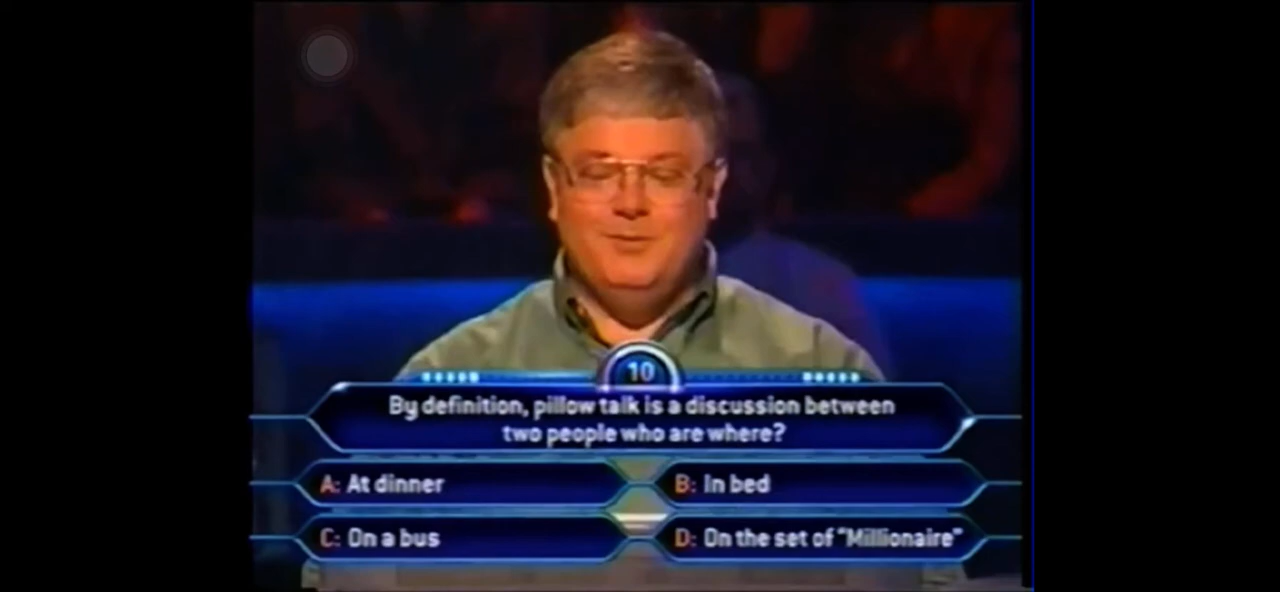 10
By definition, pillow talk is a discussion between
two people who are where?
A: At dinner
B: In bed
C: On a bus
D: On the set of "Millionaire"